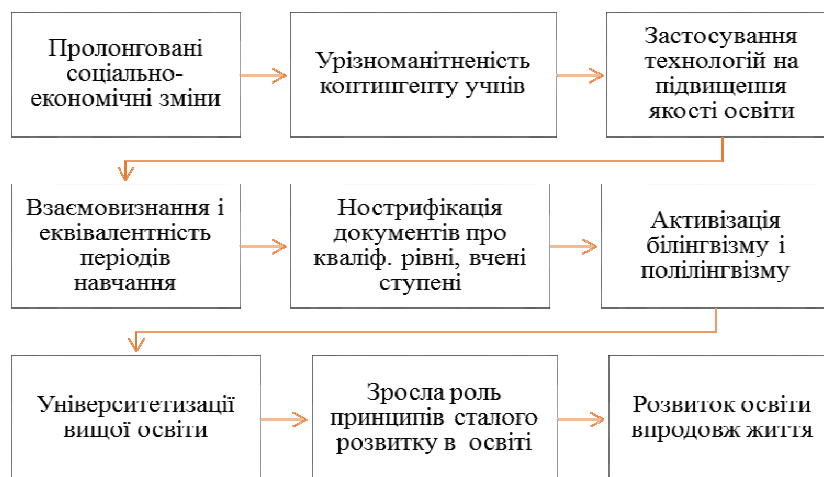 Пролонговані
соціально-
економічні зміни
Урізноманітненість
контингенту учнів
Застосування
технологій на
підвищення
якості освіти
Взаємовизнання і
еквівалентність
періодів
навчання
Нострифікація
документів про
кваліф. рівні, вчені
ступені
Активізація
білінгвізму і
полілінгвізму
Університетизації
вищої освіти
Зросла роль
принципів сталого
розвитку в освіті
Розвиток освіти
впродовж життя